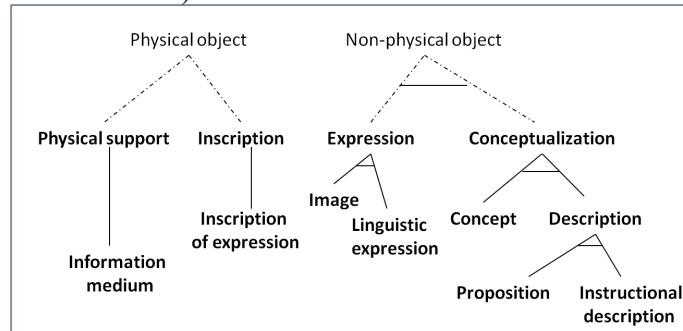 Physical object
Non-physical object
Physical support
Inscription
Expression
Conceptualization
Image
Linguistic
expression
Inscription
of expression
Concept
Description
Information
medium
Proposition
Instructional
description